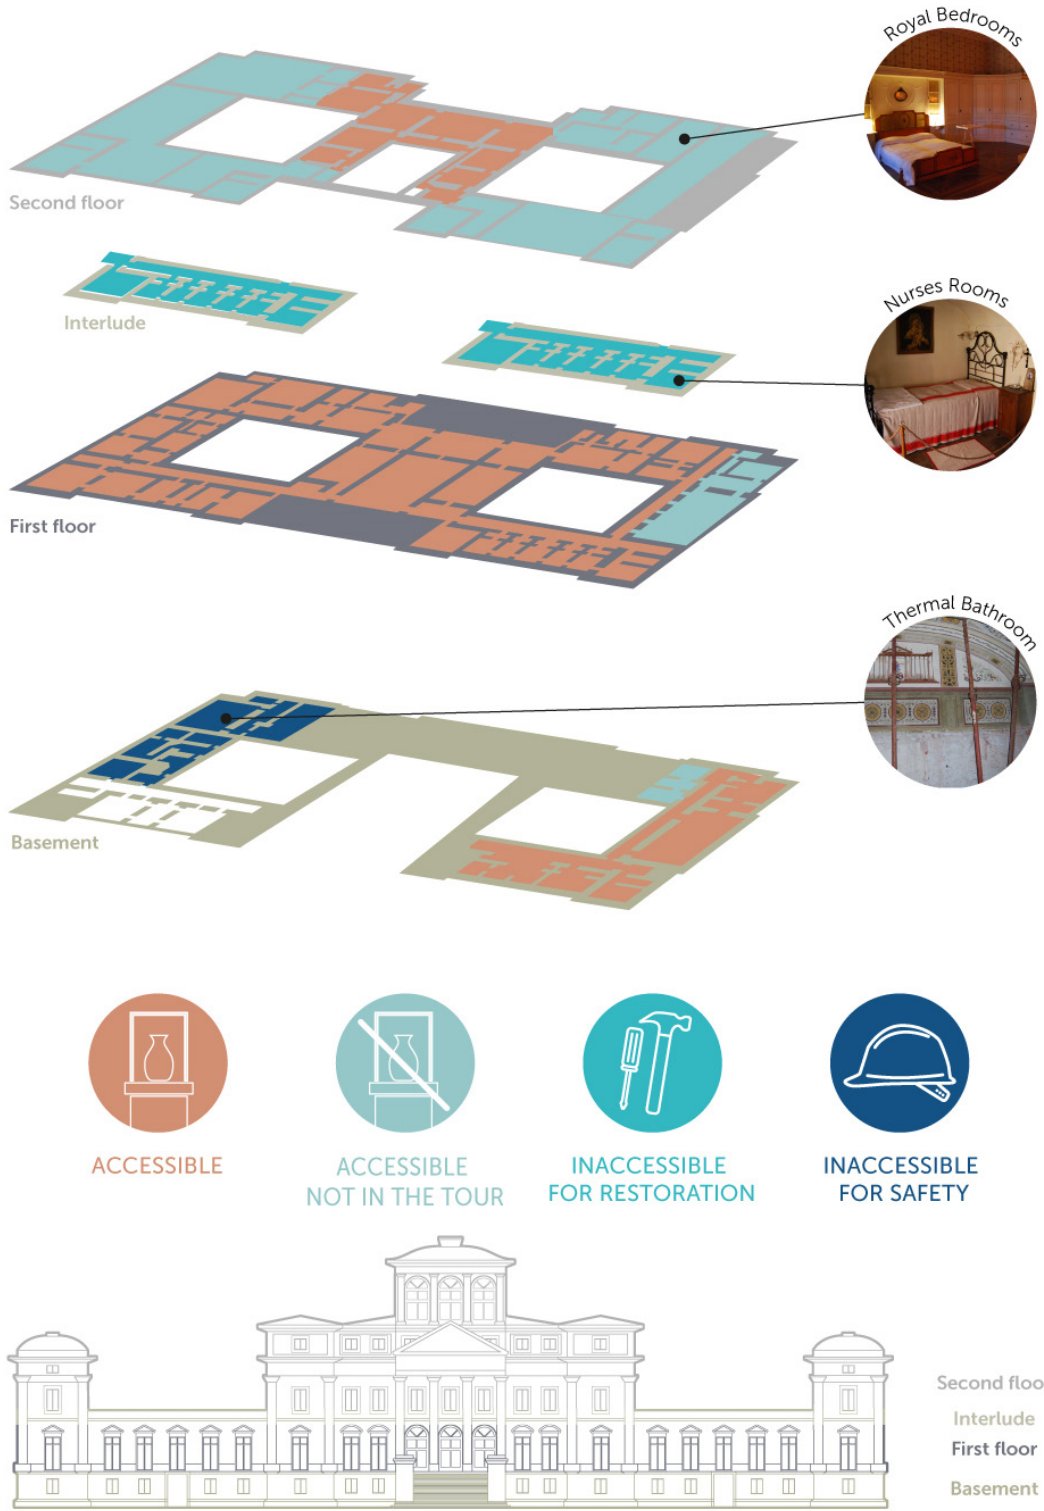 Royal Bedrooms
Second floor
Interlude
Nurses Rooms
First floor
Thermal Bathroom
Basement
ACCESSIBLE
ACCESSIBLE
NOT IN THE TOUR
INACCESSIBLE
FOR RESTORATION
INACCESSIBLE
FOR SAFETY
Second floo
Interlude
First floor
Basement